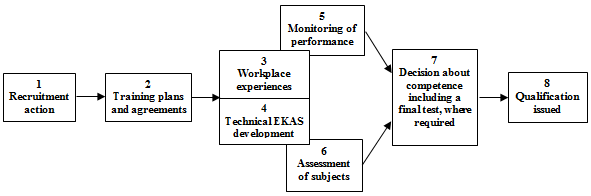 1
Recruitment
action
2
Training plans
and agreements
3
Workplace
experiences
4
Technical EKAS
development
5
Monitoring of
performance
6
Assessment
of subjects
7
Decision about
competence
including a
final test, where
required
8
Qualification
issued